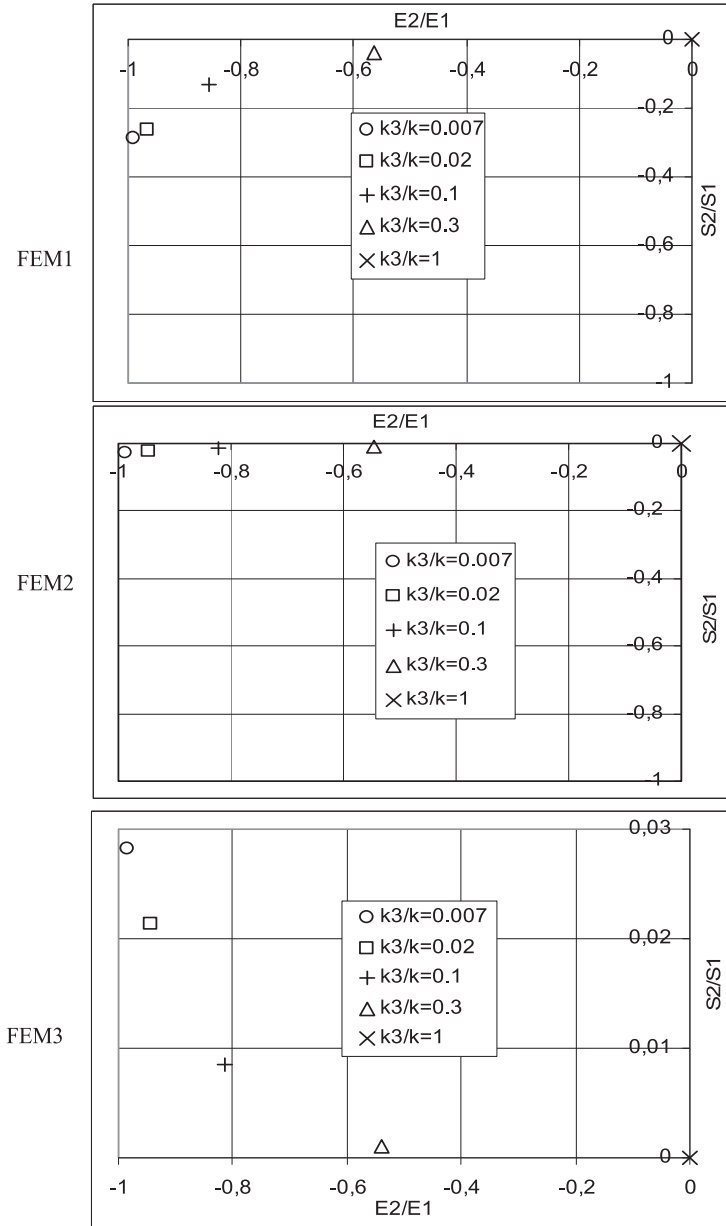 E2/E1
0
-1
-0,8
-0,6
-0,4
-0,2
0
-0,2
-0,4
-0,6
-0,8
-1
S2/S1
k3/k=0.007
k3/k=0.02
k3/k=0.1
k3/k=0.3
k3/k=1
FEM1
E2/E1
0
-1
-0,8
-0,6
-0,4
-0,2
0
-0,2
-0,4
-0,6
-0,8
-1
S2/S1
k3/k=0.007
k3/k=0.02
k3/k=0.1
k3/k=0.3
k3/k=1
FEM2
0,03
0,02
0,01
0
S2/S1
k3/k=0.007
k3/k=0.02
k3/k=0.1
k3/k=0.3
k3/k=1
FEM3
-1
-0,8
-0,6
-0,4
-0,2
0
E2/E1